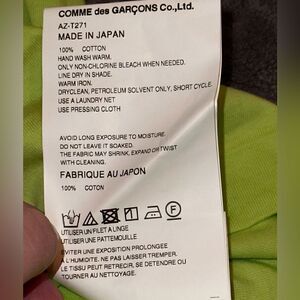 COMME des GARÇONS Co.,Ltd.
AZ-T271
MADE IN JAPAN
100% COTTON
HAND WASH WARM.
ONLY NON-CHLORINE BLEACH WHEN NEEDED.
LINE DRY IN SHADE.
WARM IRON.
DRYCLEAN, PETROLEUM SOLVENT ONLY, SHORT CYCLE.
USE A LAUNDRY NET
USE PRESSING CLOTH
AVOID LONG EXPOSURE TO MOISTURE.
DO NOT LEAVE IT SOAKED.
THE FABRIC MAY SHRINK, EXPAND OR TWIST
WITH CLEANING.
FABRIQUE AU JAPON
100% COTON
F
UTILISER UN FILET A LINGE
UTILISER UNE PATTEMOUILLE
EVITER UNE EXPOSITION PROLONGEE
A L'HUMIDITE. NE PAS LAISSER TREMPER.
LE TISSU PEUT RETRECIR, SE DETENDRE OU
TOURNER AU NETTOYAGE.